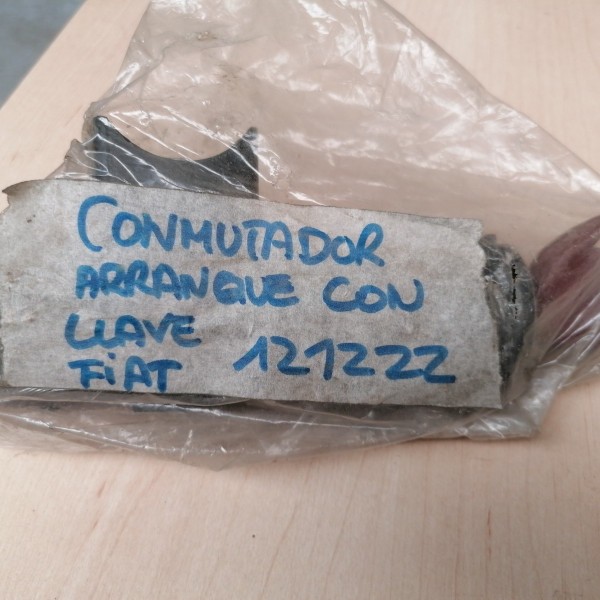 CONMUTADOR
ARRANQUE CON
LLAVE
FIAT 121222